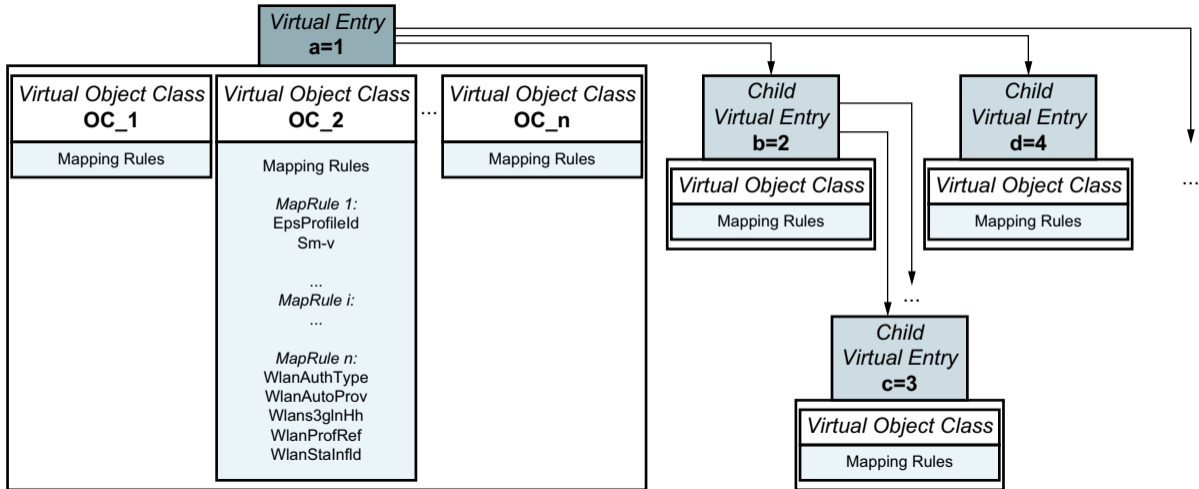 Virtual Entry
a=1
Virtual Object Class
OC_1
Mapping Rules
Virtual Object Class
OC_2
Mapping Rules
MapRule 1:
EpsProfileId
Sm-v
...
MapRule i:
...
MapRule n:
WlanAuthType
WlanAutoProv
Wlans3glnHh
WlanProfRef
WlanStaInfId
...
Virtual Object Class
OC_n
Mapping Rules
Child
Virtual Entry
b=2
Virtual Object Class
Mapping Rules
Child
Virtual Entry
d=4
Virtual Object Class
Mapping Rules
...
...
Child
Virtual Entry
c=3
Virtual Object Class
Mapping Rules